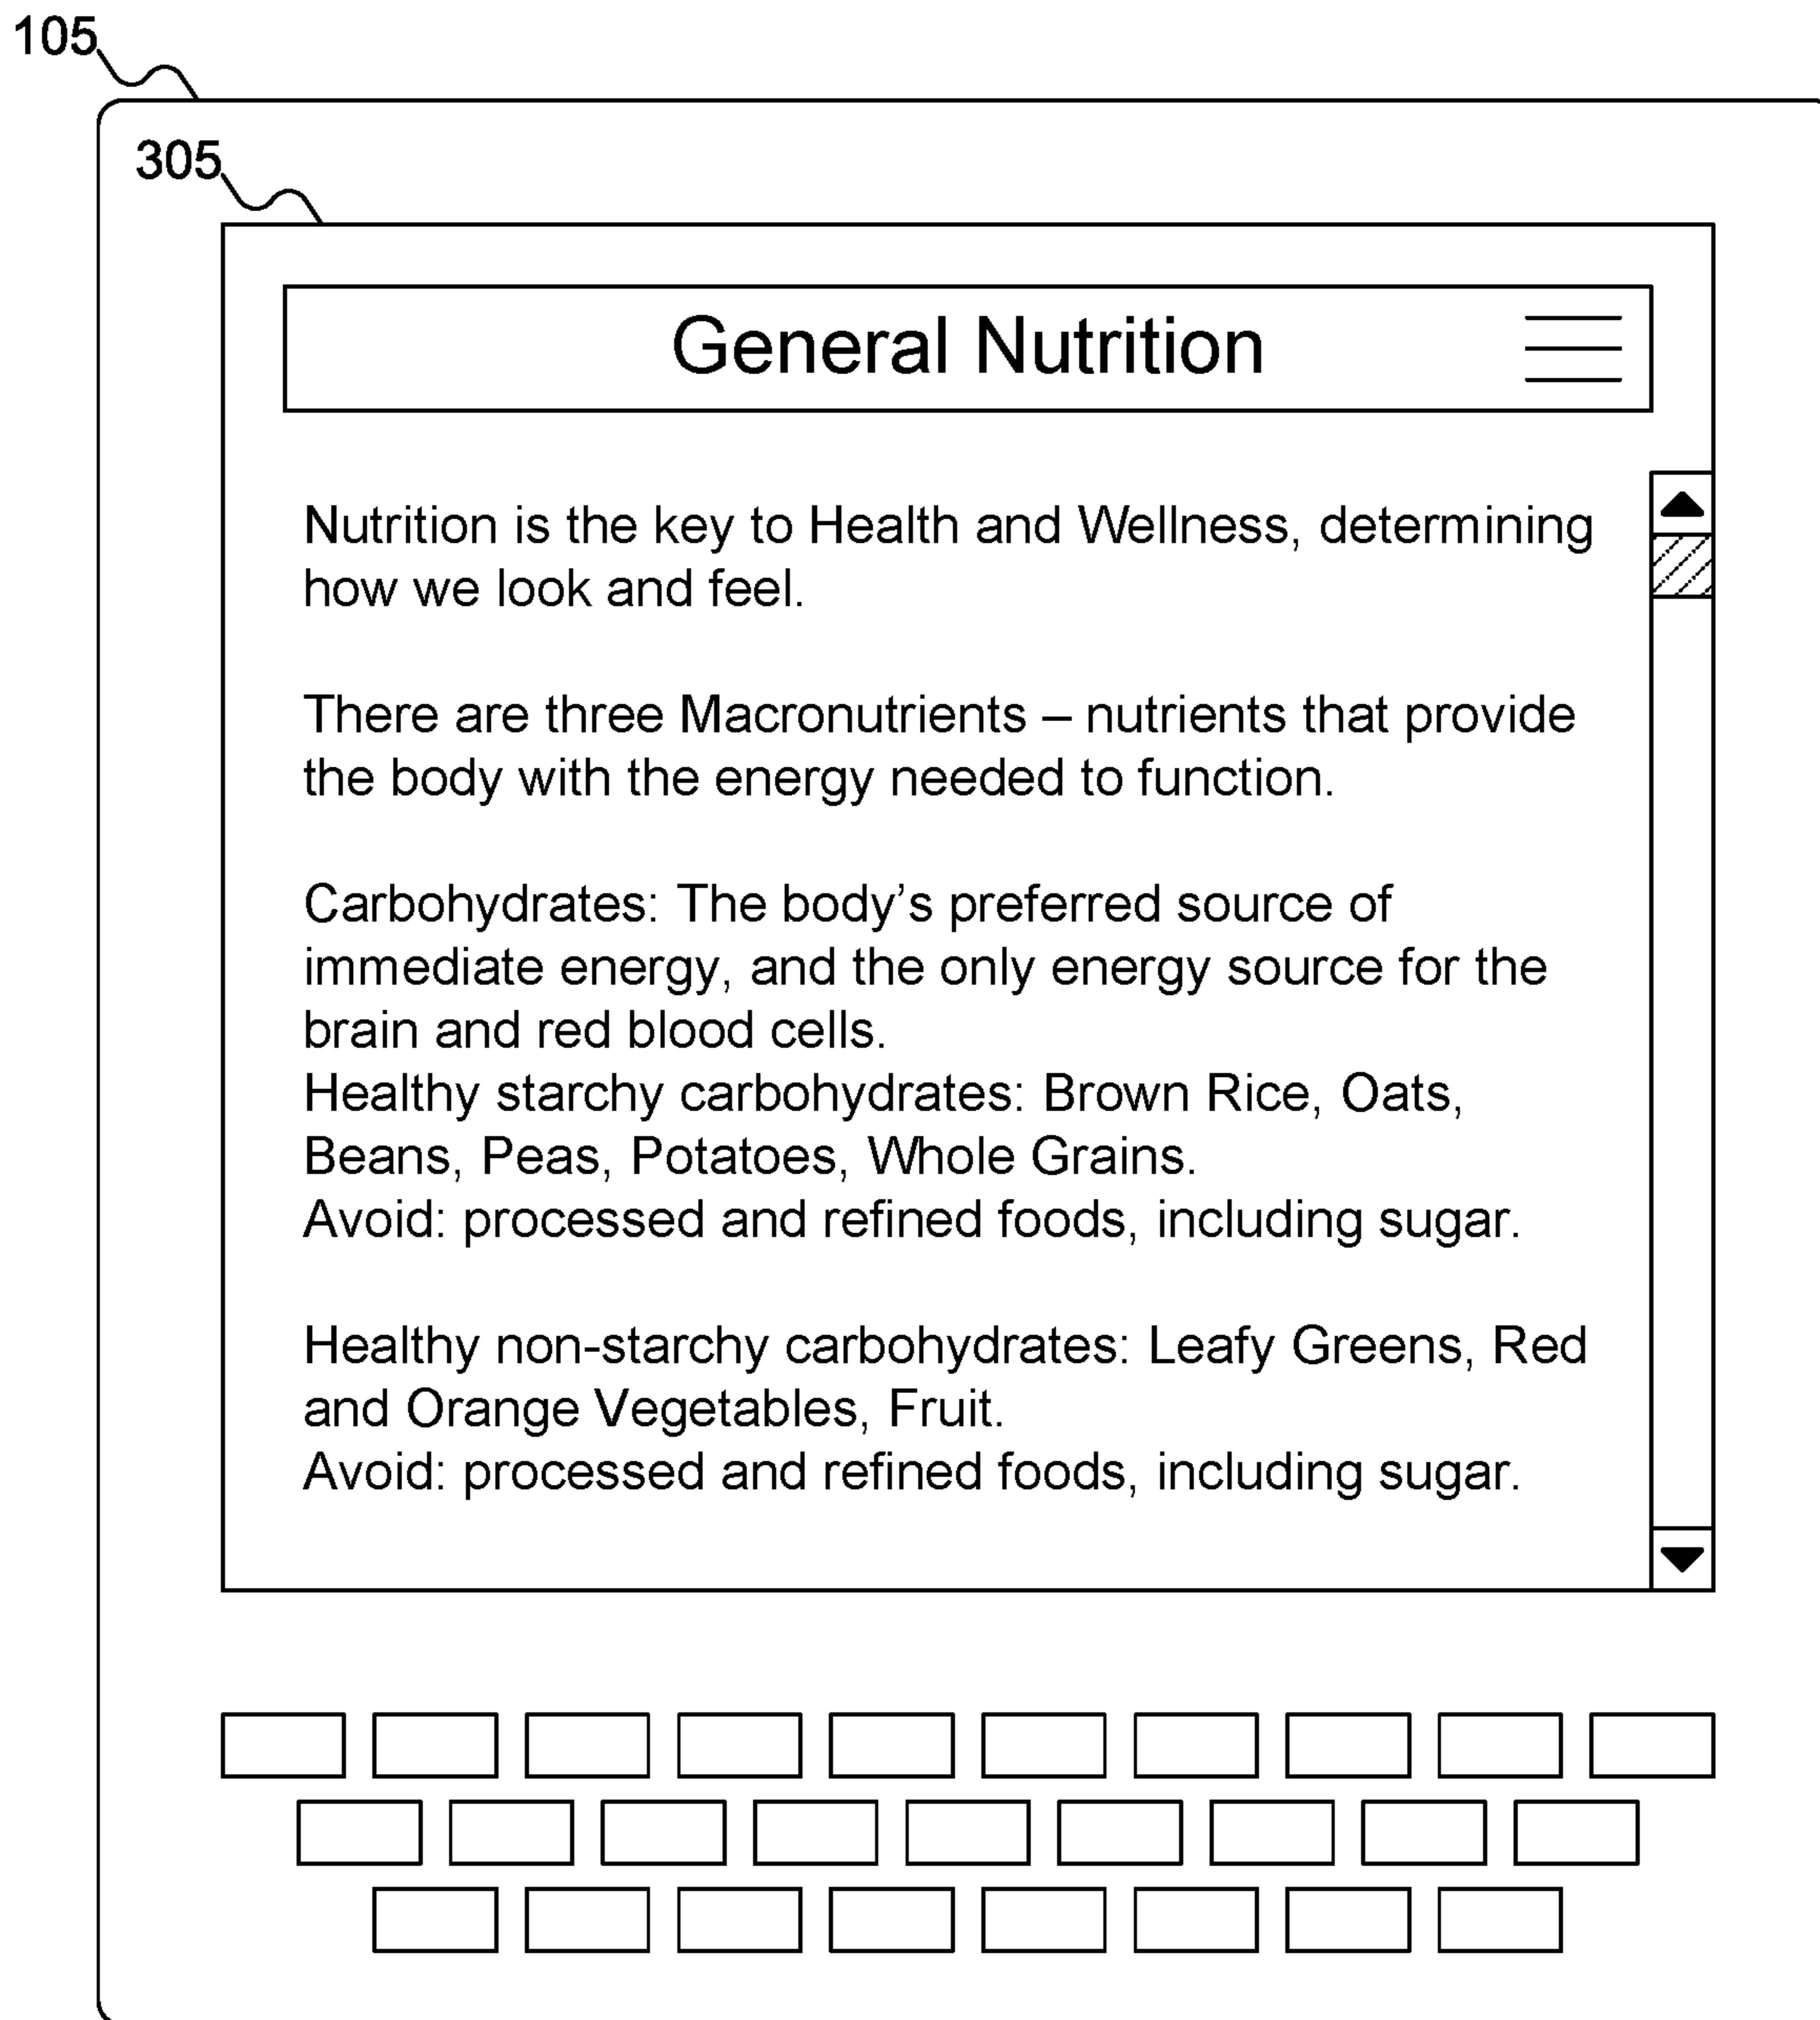 105
305
General Nutrition
Nutrition is the key to Health and Wellness, determining
how we look and feel.
There are three Macronutrients – nutrients that provide
the body with the energy needed to function.
Carbohydrates: The body’s preferred source of
immediate energy, and the only energy source for the
brain and red blood cells.
Healthy starchy carbohydrates: Brown Rice, Oats,
Beans, Peas, Potatoes, Whole Grains.
Avoid: processed and refined foods, including sugar.
Healthy non-starchy carbohydrates: Leafy Greens, Red
and Orange Vegetables, Fruit.
Avoid: processed and refined foods, including sugar.